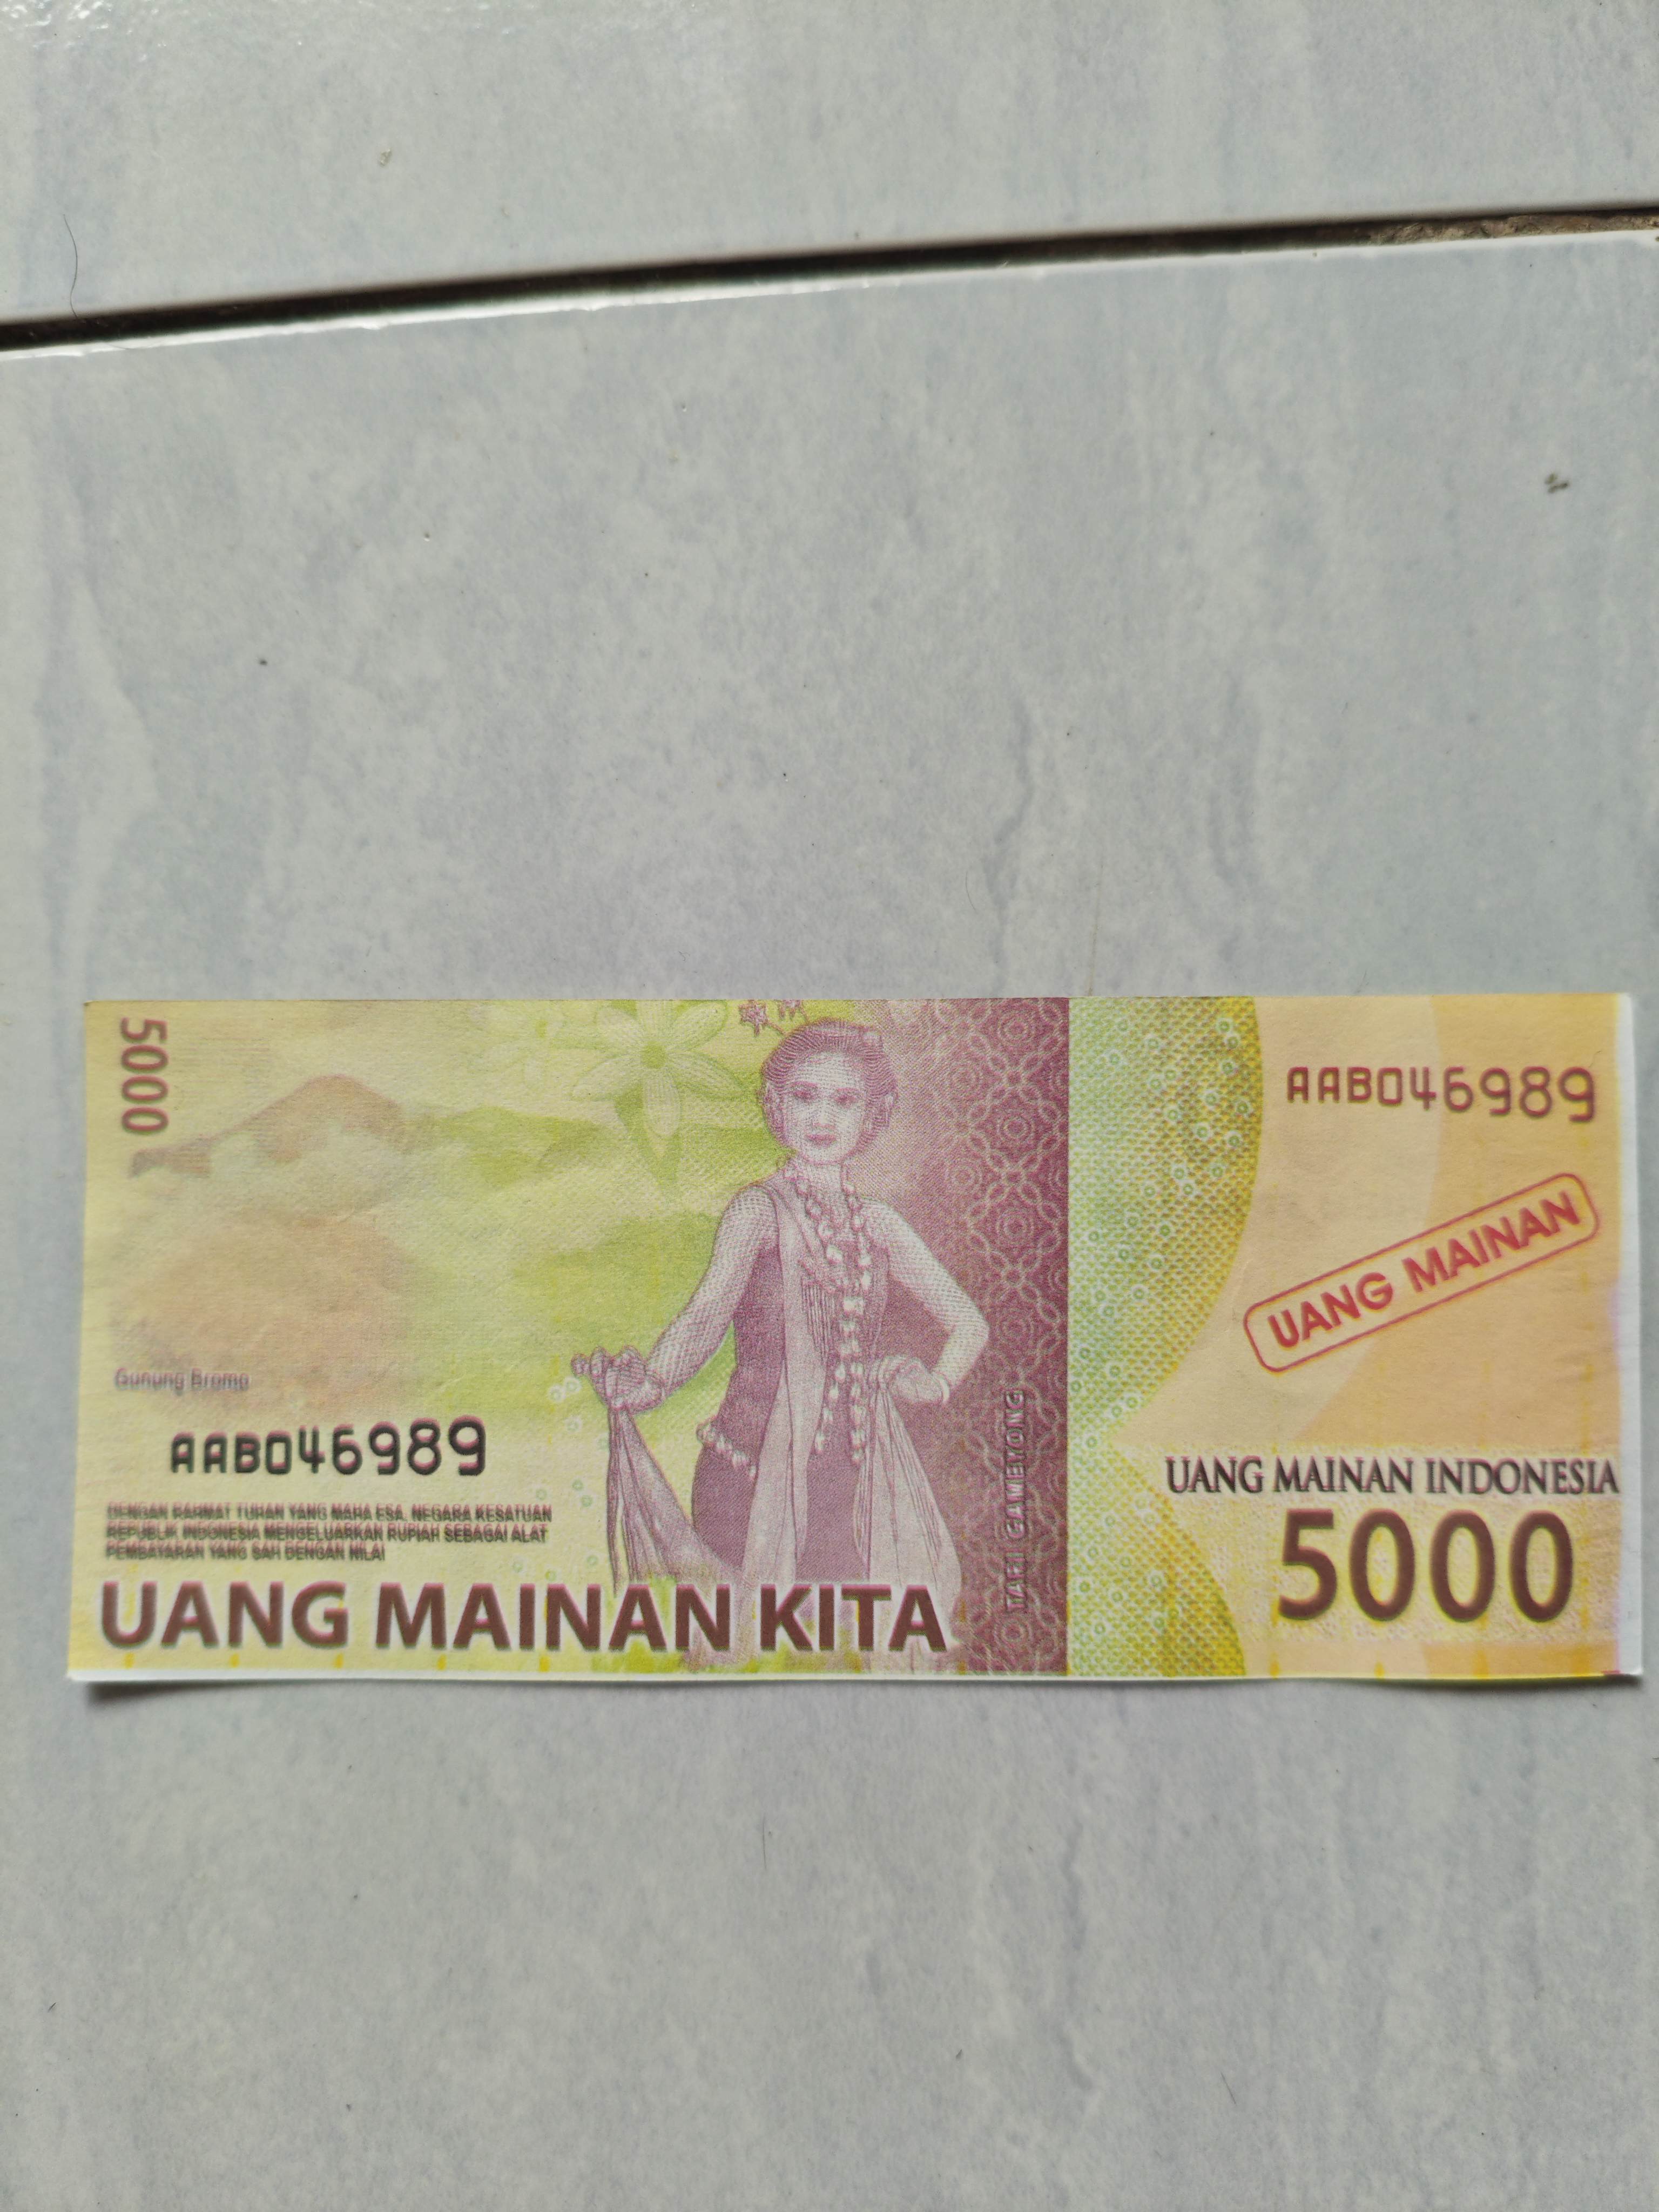 5000
AAB046989
UANG MAINAN
Gunung Bromo
AAB046989
DENGAN RAHMAT TUHAN YANG MAHA ESA, NEGARA KESATUAN
REPUBLIK INDONESIA MENGELUARKAN RUPIAH SEBAGAI ALAT
PEMBAYARAN YANG SAH DENGAN NILAI
UANG MAINAN KITA
TARI GAMBYONG
UANG MAINAN INDONESIA
5000